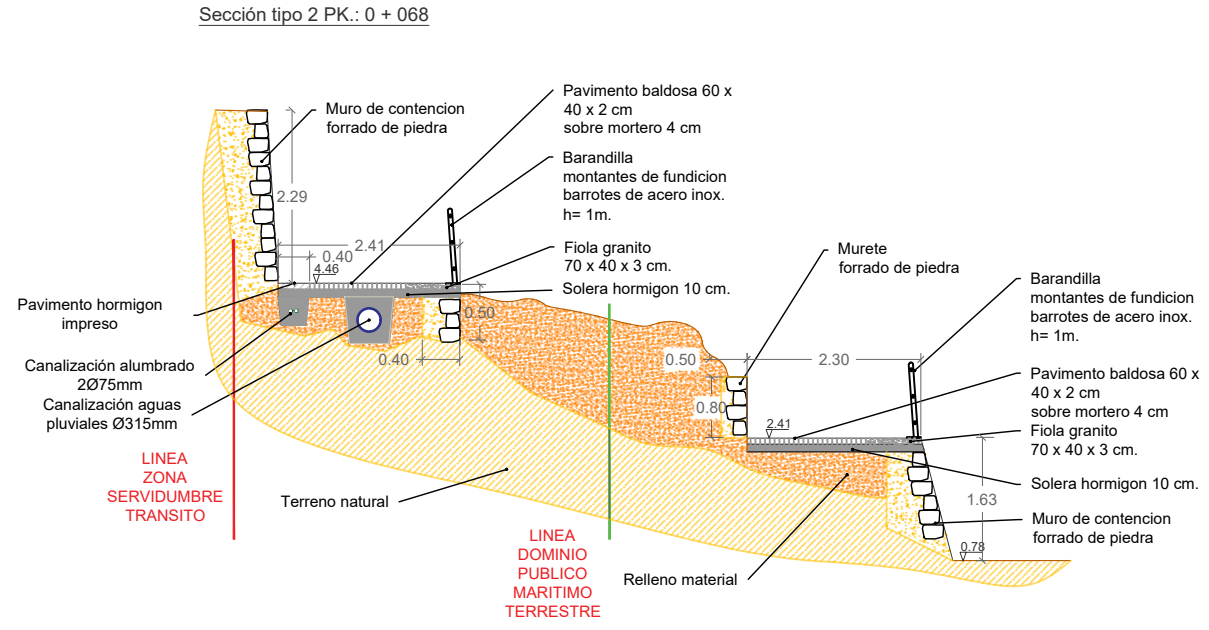 Sección tipo 2 PK.: 0 + 068
Muro de contencion
forrado de piedra
Pavimento baldosa 60 x
40 x 2 cm
sobre mortero 4 cm
Barandilla
montantes de fundicion
barrotes de acero inox.
h= 1m.
2.29
2.41
0.40
4.46
Fiola granito
70 x 40 x 3 cm.
Solera hormigon 10 cm.
Murete
forrado de piedra
Barandilla
montantes de fundicion
barrotes de acero inox.
h= 1m.
Pavimento hormigon
impreso
0.50
0.40
0.50
2.30
Canalización alumbrado
2Ø75mm
Canalización aguas
pluviales Ø315mm
0.80
2.41
Pavimento baldosa 60 x
40 x 2 cm
sobre mortero 4 cm
Fiola granito
70 x 40 x 3 cm.
LINEA
ZONA
SERVIDUMBRE
TRANSITO
Terreno natural
Solera hormigon 10 cm.
1.63
Muro de contencion
forrado de piedra
0.78
LINEA
DOMINIO
PUBLICO
MARITIMO
TERRESTRE
Relleno material